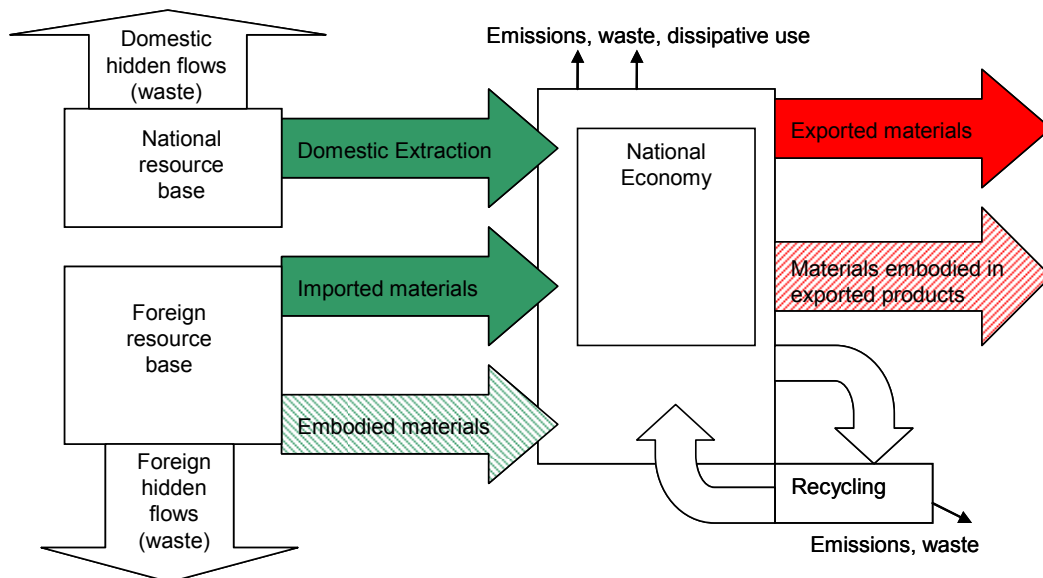 Domestic
hidden flows
(waste)
National
resource
base
Domestic Extraction
Emissions, waste, dissipative use
National
Economy
Exported materials
Foreign
resource
base
Imported materials
Embodied materials
Materials embodied in
exported products
Foreign
hidden
flows
(waste)
Recycling
Emissions, waste